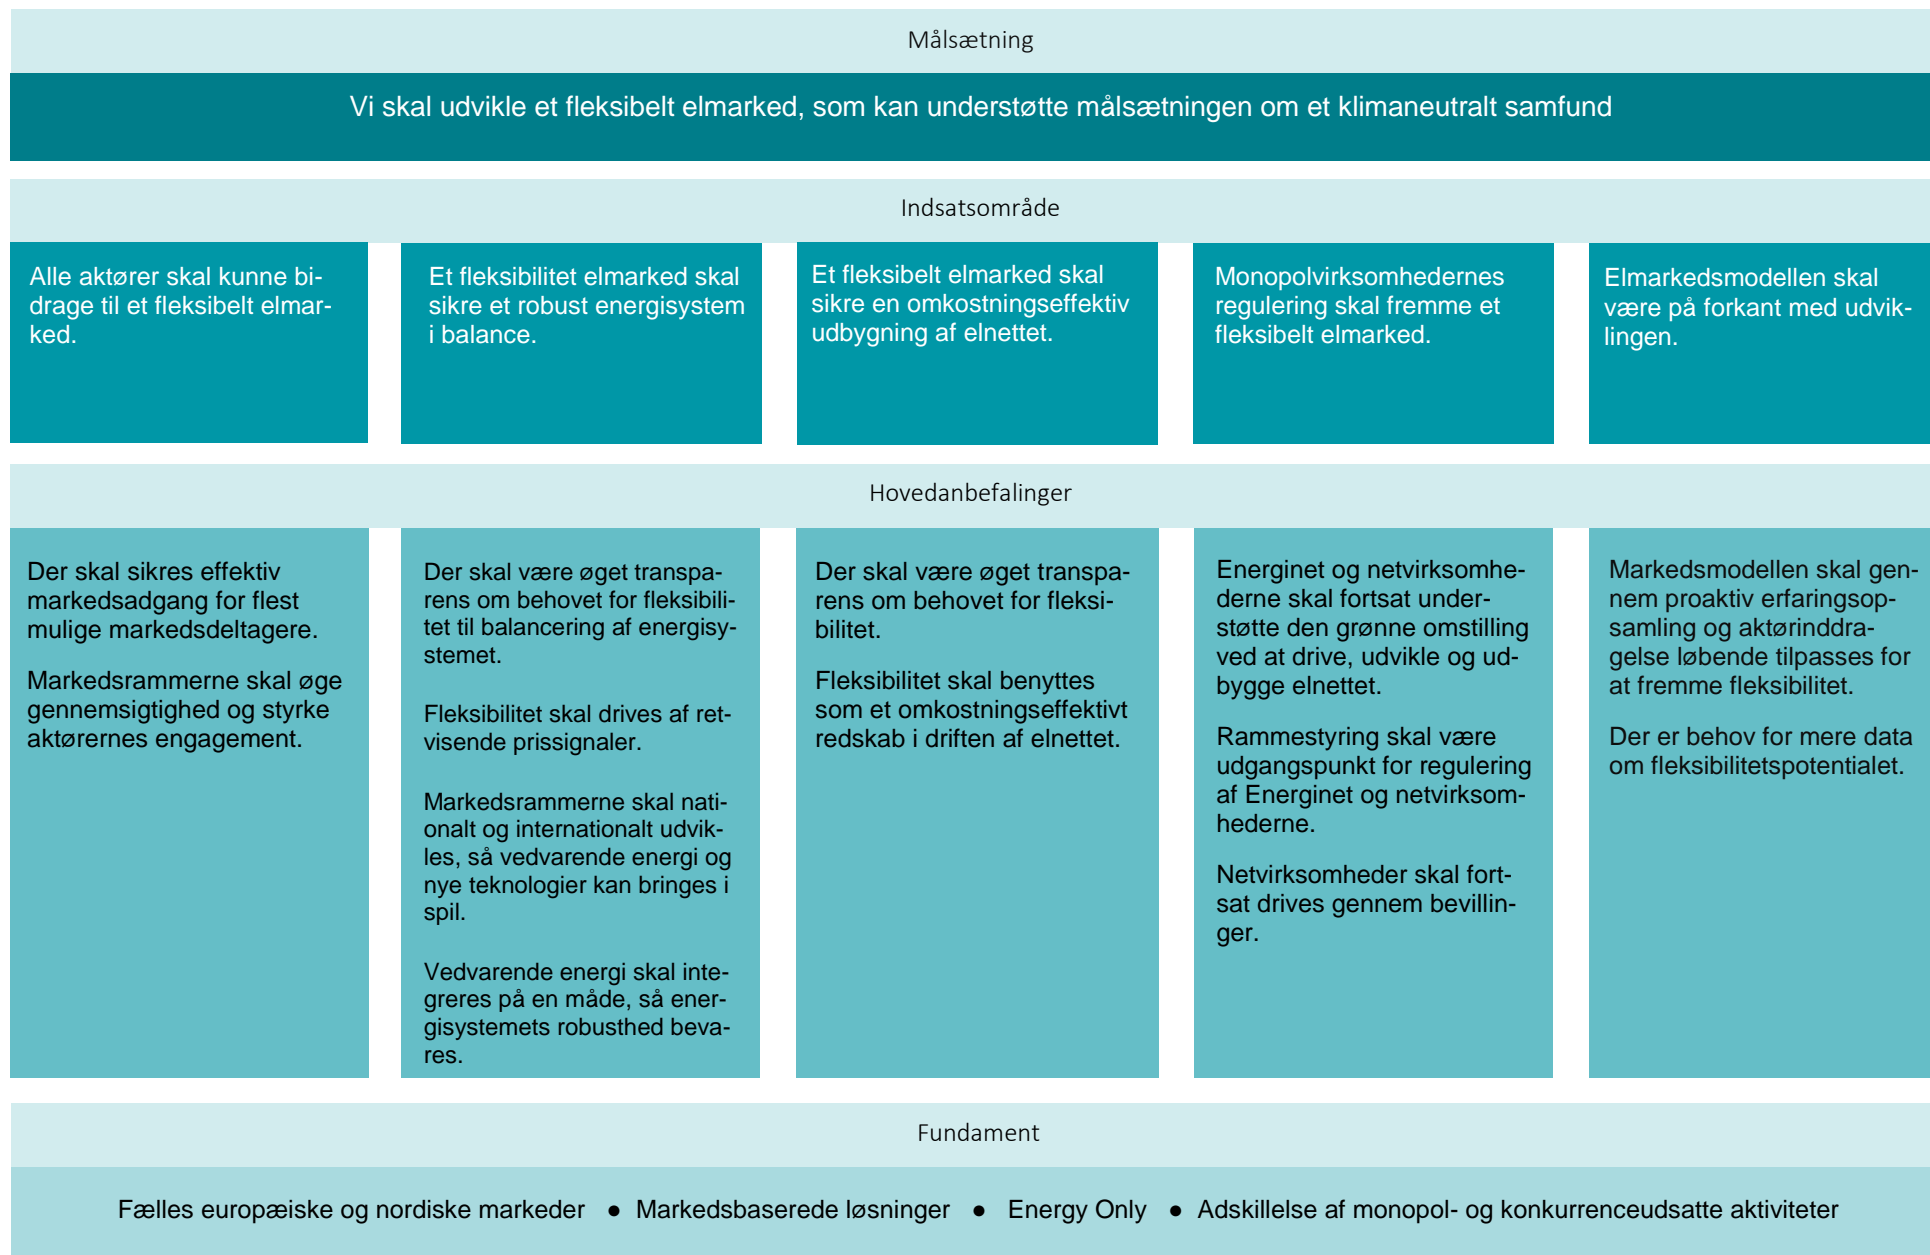 Målsætning
Vi skal udvikle et fleksibelt elmarked, som kan understøtte målsætningen om et klimaneutralt samfund
Indsatsområde
Alle aktører skal kunne bi-
drage til et fleksibelt elmar-
ked.
Et fleksibilitet elmarked skal
sikre et robust energisystem
i balance.
Et fleksibelt elmarked skal
sikre en omkostningseffektiv
udbygning af elnettet.
Monopolvirksomhedernes
regulering skal fremme et
fleksibelt elmarked.
Elmarkedsmodellen skal
være på forkant med udvik-
lingen.
Hovedanbefalinger
Der skal sikres effektiv
markedsadgang for flest
mulige markedsdeltagere.
Markedsrammerne skal øge
gennemsigtighed og styrke
aktørernes engagement.
Der skal være øget transpa-
rens om behovet for fleksibili-
tet til balancering af energisy-
stemet.
Fleksibilitet skal drives af ret-
visende prissignaler.
Markedsrammerne skal nati-
onalt og internationalt udvik-
les, så vedvarende energi og
nye teknologier kan bringes i
spil.
Vedvarende energi skal inte-
greres på en måde, så ener-
gisystemets robusthed beva-
res.
Der skal være øget transpa-
rens om behovet for fleksi-
bilitet.
Fleksibilitet skal benyttes
som et omkostningseffektivt
redskab i driften af elnettet.
Energinet og netvirksomhe-
derne skal fortsat under-
støtte den grønne omstilling
ved at drive, udvikle og ud-
bygge elnettet.
Rammestyring skal være
udgangspunkt for regulering
af Energinet og netvirksom-
hederne.
Netvirksomheder skal fort-
sat drives gennem bevillin-
ger.
Markedsmodellen skal gen-
nem proaktiv erfaringsop-
samling og aktørinddra-
gelse løbende tilpasses for
at fremme fleksibilitet.
Der er behov for mere data
om fleksibilitetspotentialet.
Fundament
Fælles europæiske og nordiske markeder ● Markedsbaserede løsninger ● Energy Only ● Adskillelse af monopol- og konkurrenceudsatte aktiviteter